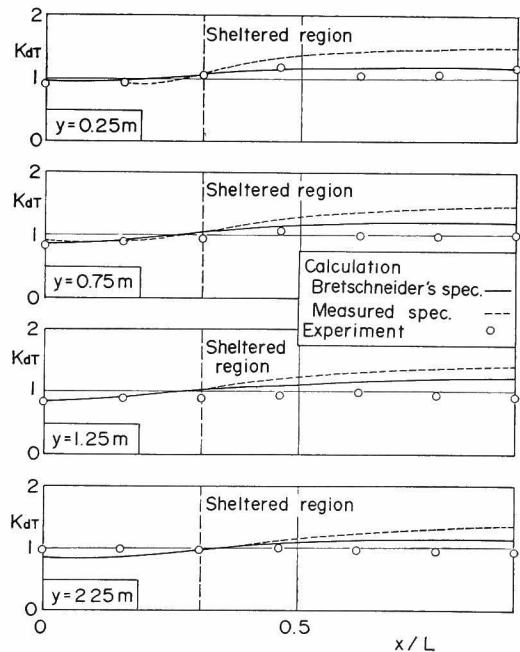 2
Sheltered region
KdT
1
y=0.25m
0
2
Sheltered region
KdT
1
y=0.75m
0
Calculation
Bretschneider's spec.
Measured spec.
Experiment
2
Sheltered
region
KdT
1
y=1.25m
0
2
Sheltered region
KdT
1
y=2.25m
0
0
0.5
x/L